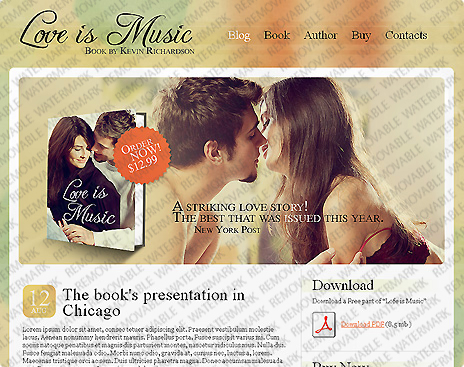 Love is Music
Book by Kevin Richardson
Blog Book Author Buy Contacts
Order
NOW!
$12.99
Love is
Music
A striking love story!
The best that was issued this year.
New York Post
12
AUG
The book's presentation in
Chicago
Lorem ipsum dolor sit amet, consec tetuer adipiscing elit. Praesent vestibulum molestie
lacus. Aenean nonummy hendrerit mauris. Phasellus porta. Fusce suscipit varius mi. Cum
sociis natoque penatibus et magnis dis parturient montes, nascetur ridiculus mus. Nulla dui.
Fusce feugiat malesuada odio. Morbi nunc odio, gravida at, cursus nec, luctus a, lorem.
Maecenas tristique orci ac sem. Duis ultricies pharetra magna. Donec accumsan malesuada
Download
Download a Free part of "Love is Music"
Download PDF (0,5 mb)
Buy Now
REMOVABLE WATERMARK